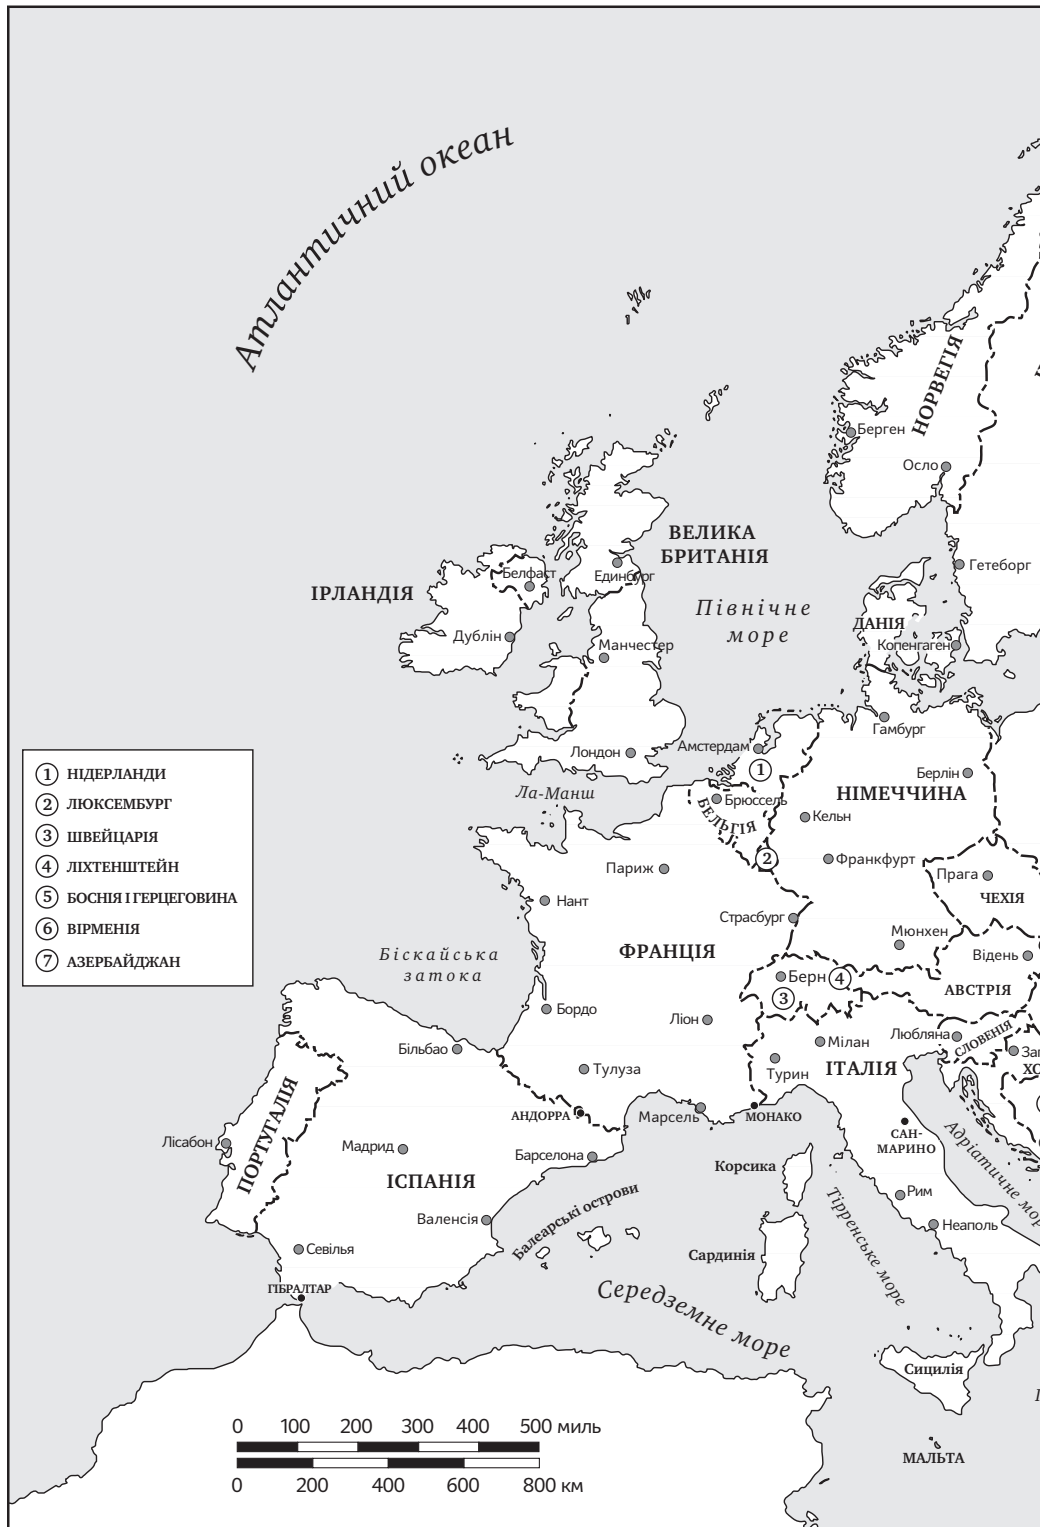 Атлантичний океан
НОРВЕГІЯ
Берген
Осло
ВЕЛИКА
БРИТАНІЯ
Гетеборг
Белфаст
Единбург
ІРЛАНДІЯ
Північне
море
ДАНІЯ
Дублін
Манчестер
Копенгаген
Гамбург
Лондон
Амстердам
1 НІДЕРЛАНДИ
2 ЛЮКСЕМБУРГ
3 ШВЕЙЦАРІЯ
4 ЛІХТЕНШТЕЙН
5 БОСНІЯ І ГЕРЦЕГОВИНА
6 ВІРМЕНІЯ
7 АЗЕРБАЙДЖАН
1
Берлін
Ла-Манш
Брюссель
НІМЕЧЧИНА
БЕЛЬГІЯ
Кельн
2
Франкфурт
Париж
Прага
ЧЕХІЯ
Нант
Страсбург
Мюнхен
ФРАНЦІЯ
Біскайська
затока
Відень
Берн
4
3
АВСТРІЯ
Бордо
Ліон
Любляна
СЛОВЕНІЯ
Мілан
Більбао
Тулуза
Турин
ІТАЛІЯ
ПОРТУГАЛІЯ
АНДОРРА
Марсель
МОНАКО
Лісабон
Мадрид
Барселона
САН-
МАРИНО
Адріатичне
Корсика
ІСПАНІЯ
Рим
Балеарські острови
Тірренське море
Валенсія
Неаполь
Севілья
Сардинія
ГІБРАЛТАР
Середземне море
Сицилія
0 100 200 300 400 500 миль
0 200 400 600 800 км
МАЛЬТА